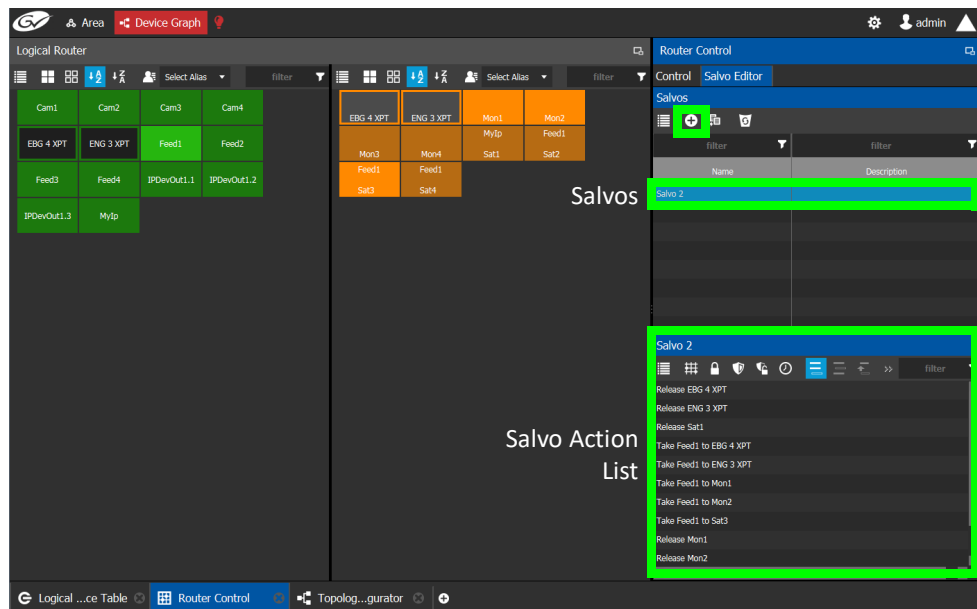 Area Device Graph admin
Logical Router
Router Control
Select Alias filter
Select Alias filter
Control Salvo Editor
Salvos
filter filter
Name Description
Salvo 2
Cam1 Cam2 Cam3 Cam4
EBG 4 XPT ENG 3 XPT Feed1 Feed2
Feed3 Feed4 IPDevOut1.1 IPDevOut1.2
IPDevOut1.3 MyIp
EBG 4 XPT ENG 3 XPT Mon1 Mon2
MyIp Feed1
Mon3 Mon4 Sat1 Sat2
Feed1 Feed1
Sat3 Sat4
Salvos
Salvo 2
filter
Release EBG 4 XPT
Release ENG 3 XPT
Release Sat1
Take Feed1 to EBG 4 XPT
Take Feed1 to ENG 3 XPT
Take Feed1 to Mon1
Take Feed1 to Mon2
Take Feed1 to Sat3
Release Mon1
Release Mon2
Salvo Action
List
Logical ...ce Table Router Control Topolog...gurator